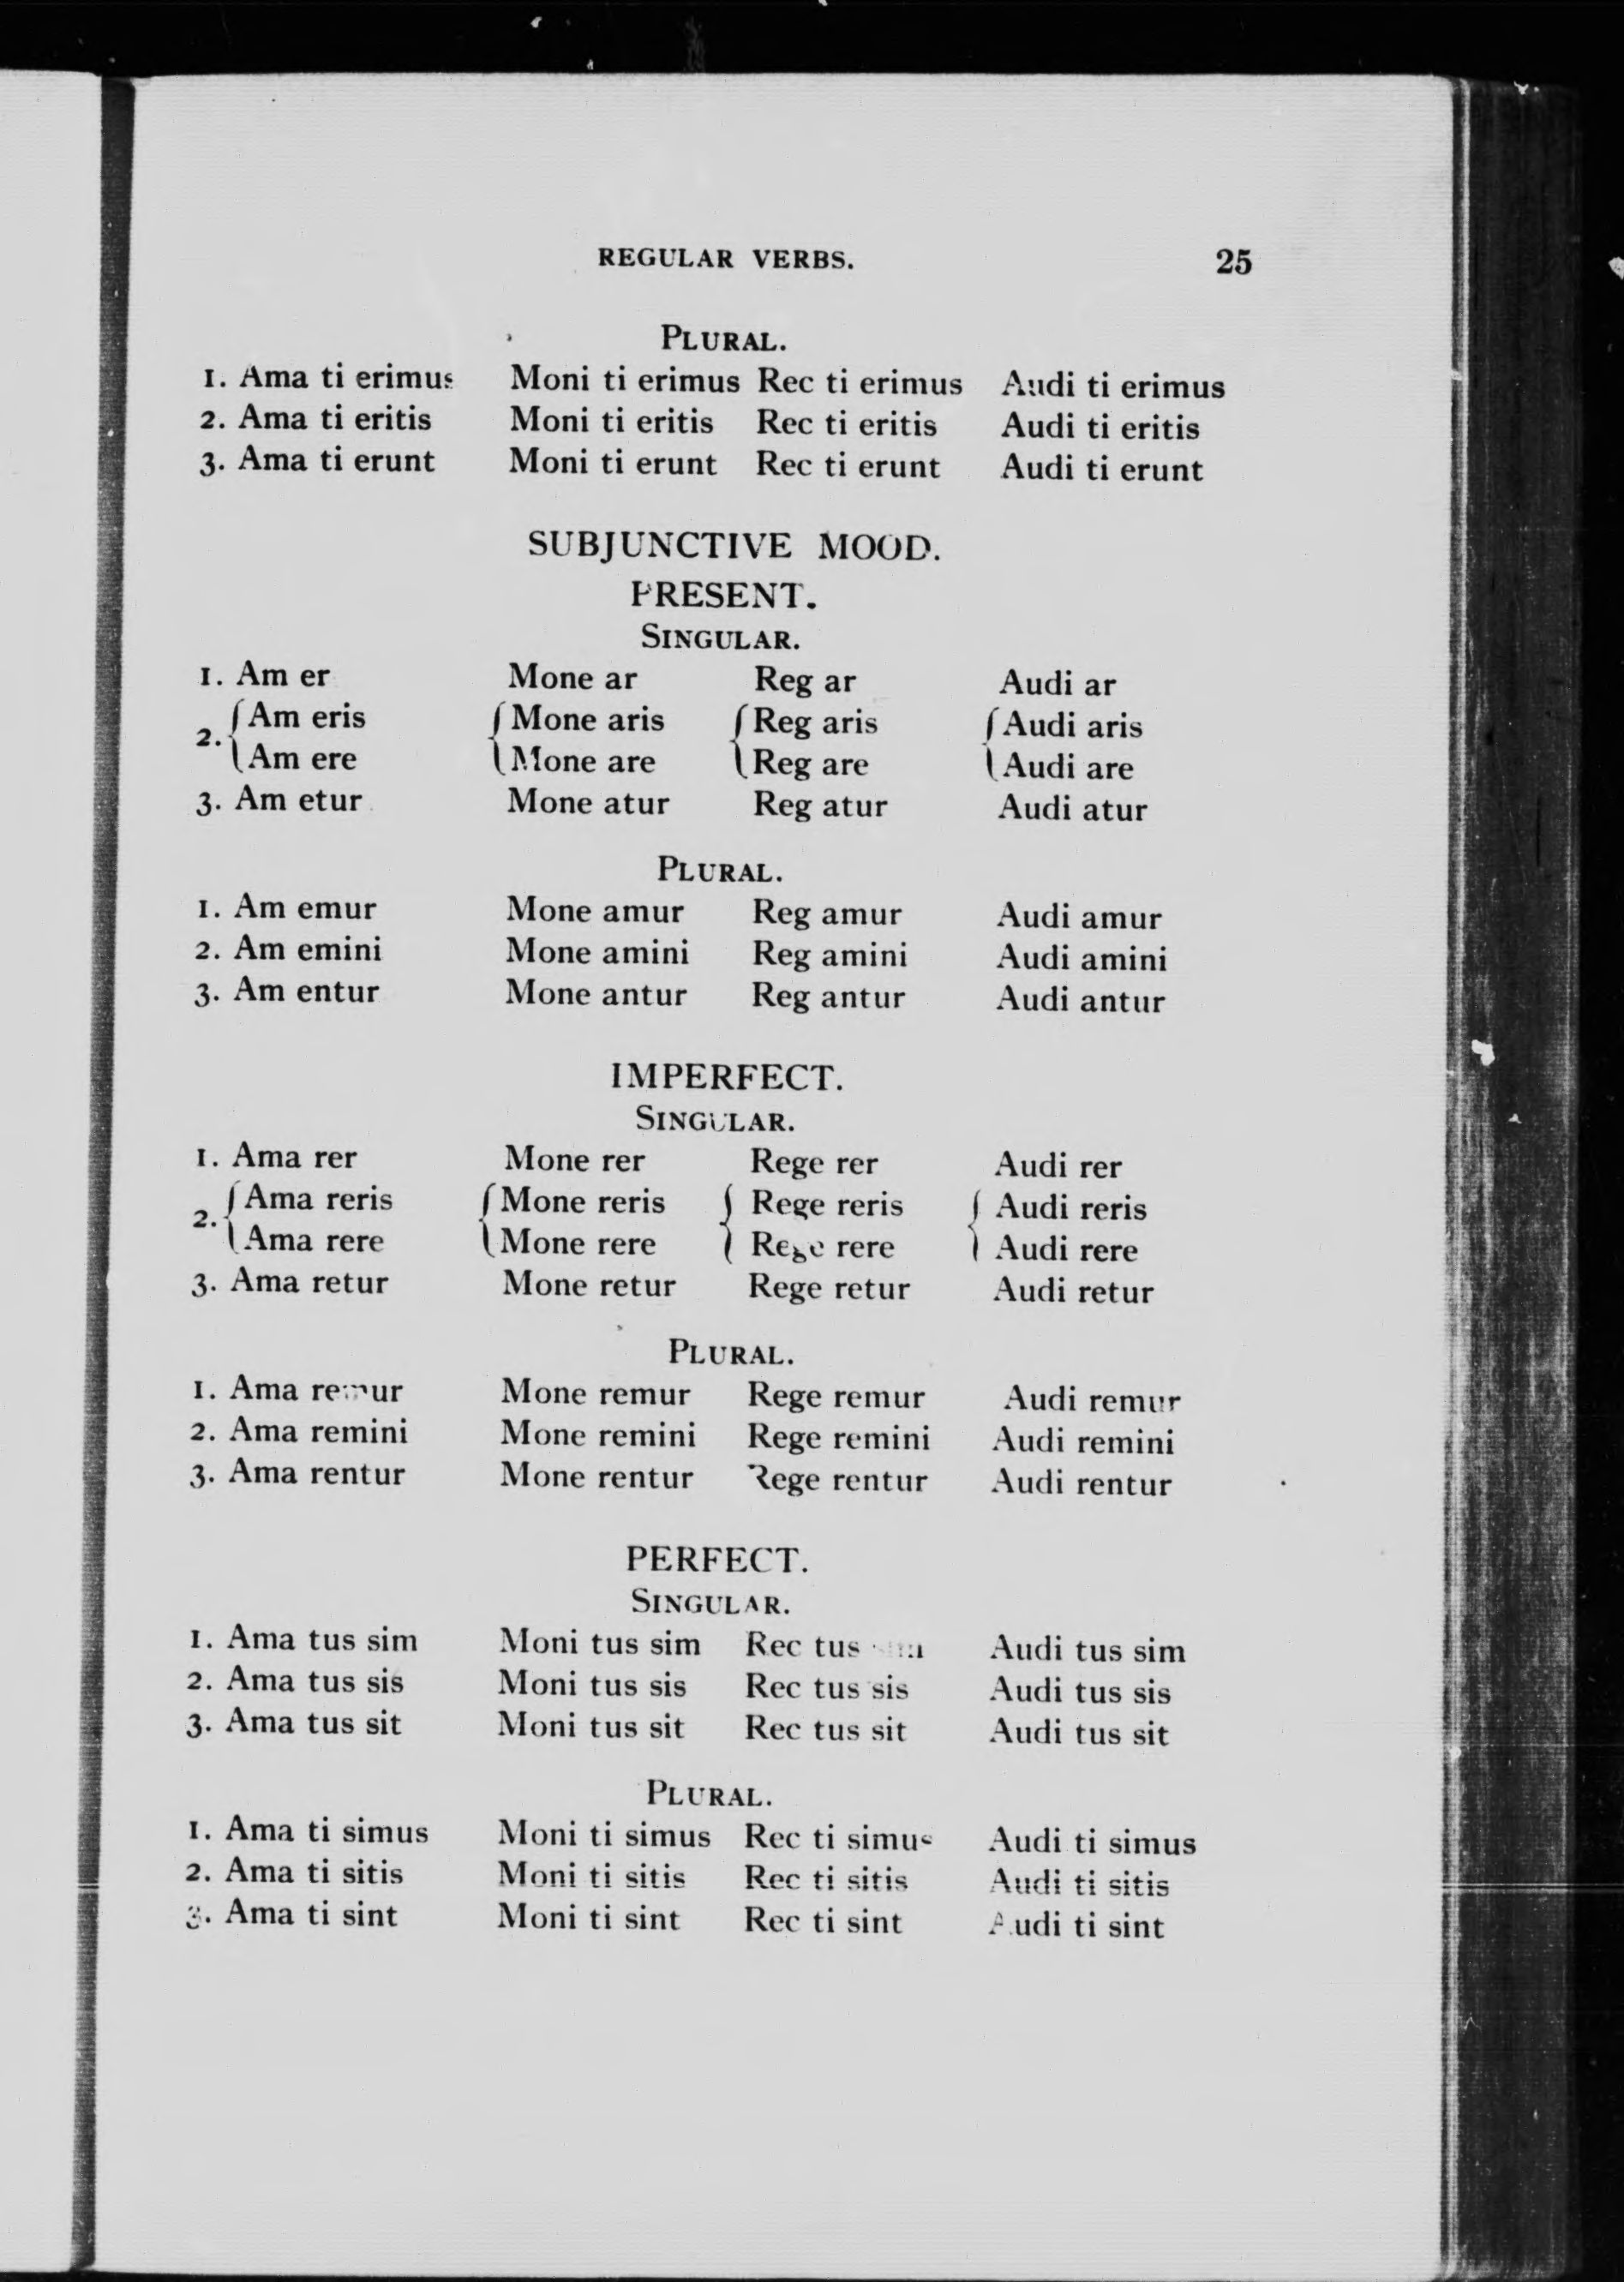 REGULAR VERBS. 25
PLURAL.
1. Ama ti erimus Moni ti erimus Rec ti erimus Audi ti erimus
2. Ama ti eritis Moni ti eritis Rec ti eritis Audi ti eritis
3. Ama ti erunt Moni ti erunt Rec ti erunt Audi ti erunt
SUBJUNCTIVE MOOD.
PRESENT.
SINGULAR.
1. Am er Mone ar Reg ar Audi ar
2. { Am eris { Mone aris { Reg aris { Audi aris
Am ere Mone are Reg are Audi are
3. Am etur Mone atur Reg atur Audi atur
PLURAL.
1. Am emur Mone amur Reg amur Audi amur
2. Am emini Mone amini Reg amini Audi amini
3. Am entur Mone antur Reg antur Audi antur
IMPERFECT.
SINGULAR.
1. Ama rer Mone rer Rege rer Audi rer
2. { Ama reris { Mone reris { Rege reris { Audi reris
Ama rere Mone rere Rege rere Audi rere
3. Ama retur Mone retur Rege retur Audi retur
PLURAL.
1. Ama remur Mone remur Rege remur Audi remur
2. Ama remini Mone remini Rege remini Audi remini
3. Ama rentur Mone rentur Rege rentur Audi rentur
PERFECT.
SINGULAR.
1. Ama tus sim Moni tus sim Rec tus Audi tus sim
2. Ama tus sis Moni tus sis Rec tus sis Audi tus sis
3. Ama tus sit Moni tus sit Rec tus sit Audi tus sit
PLURAL.
1. Ama ti simus Moni ti simus Rec ti simus Audi ti simus
2. Ama ti sitis Moni ti sitis Rec ti sitis Audi ti sitis
3. Ama ti sint Moni ti sint Rec ti sint Audi ti sint